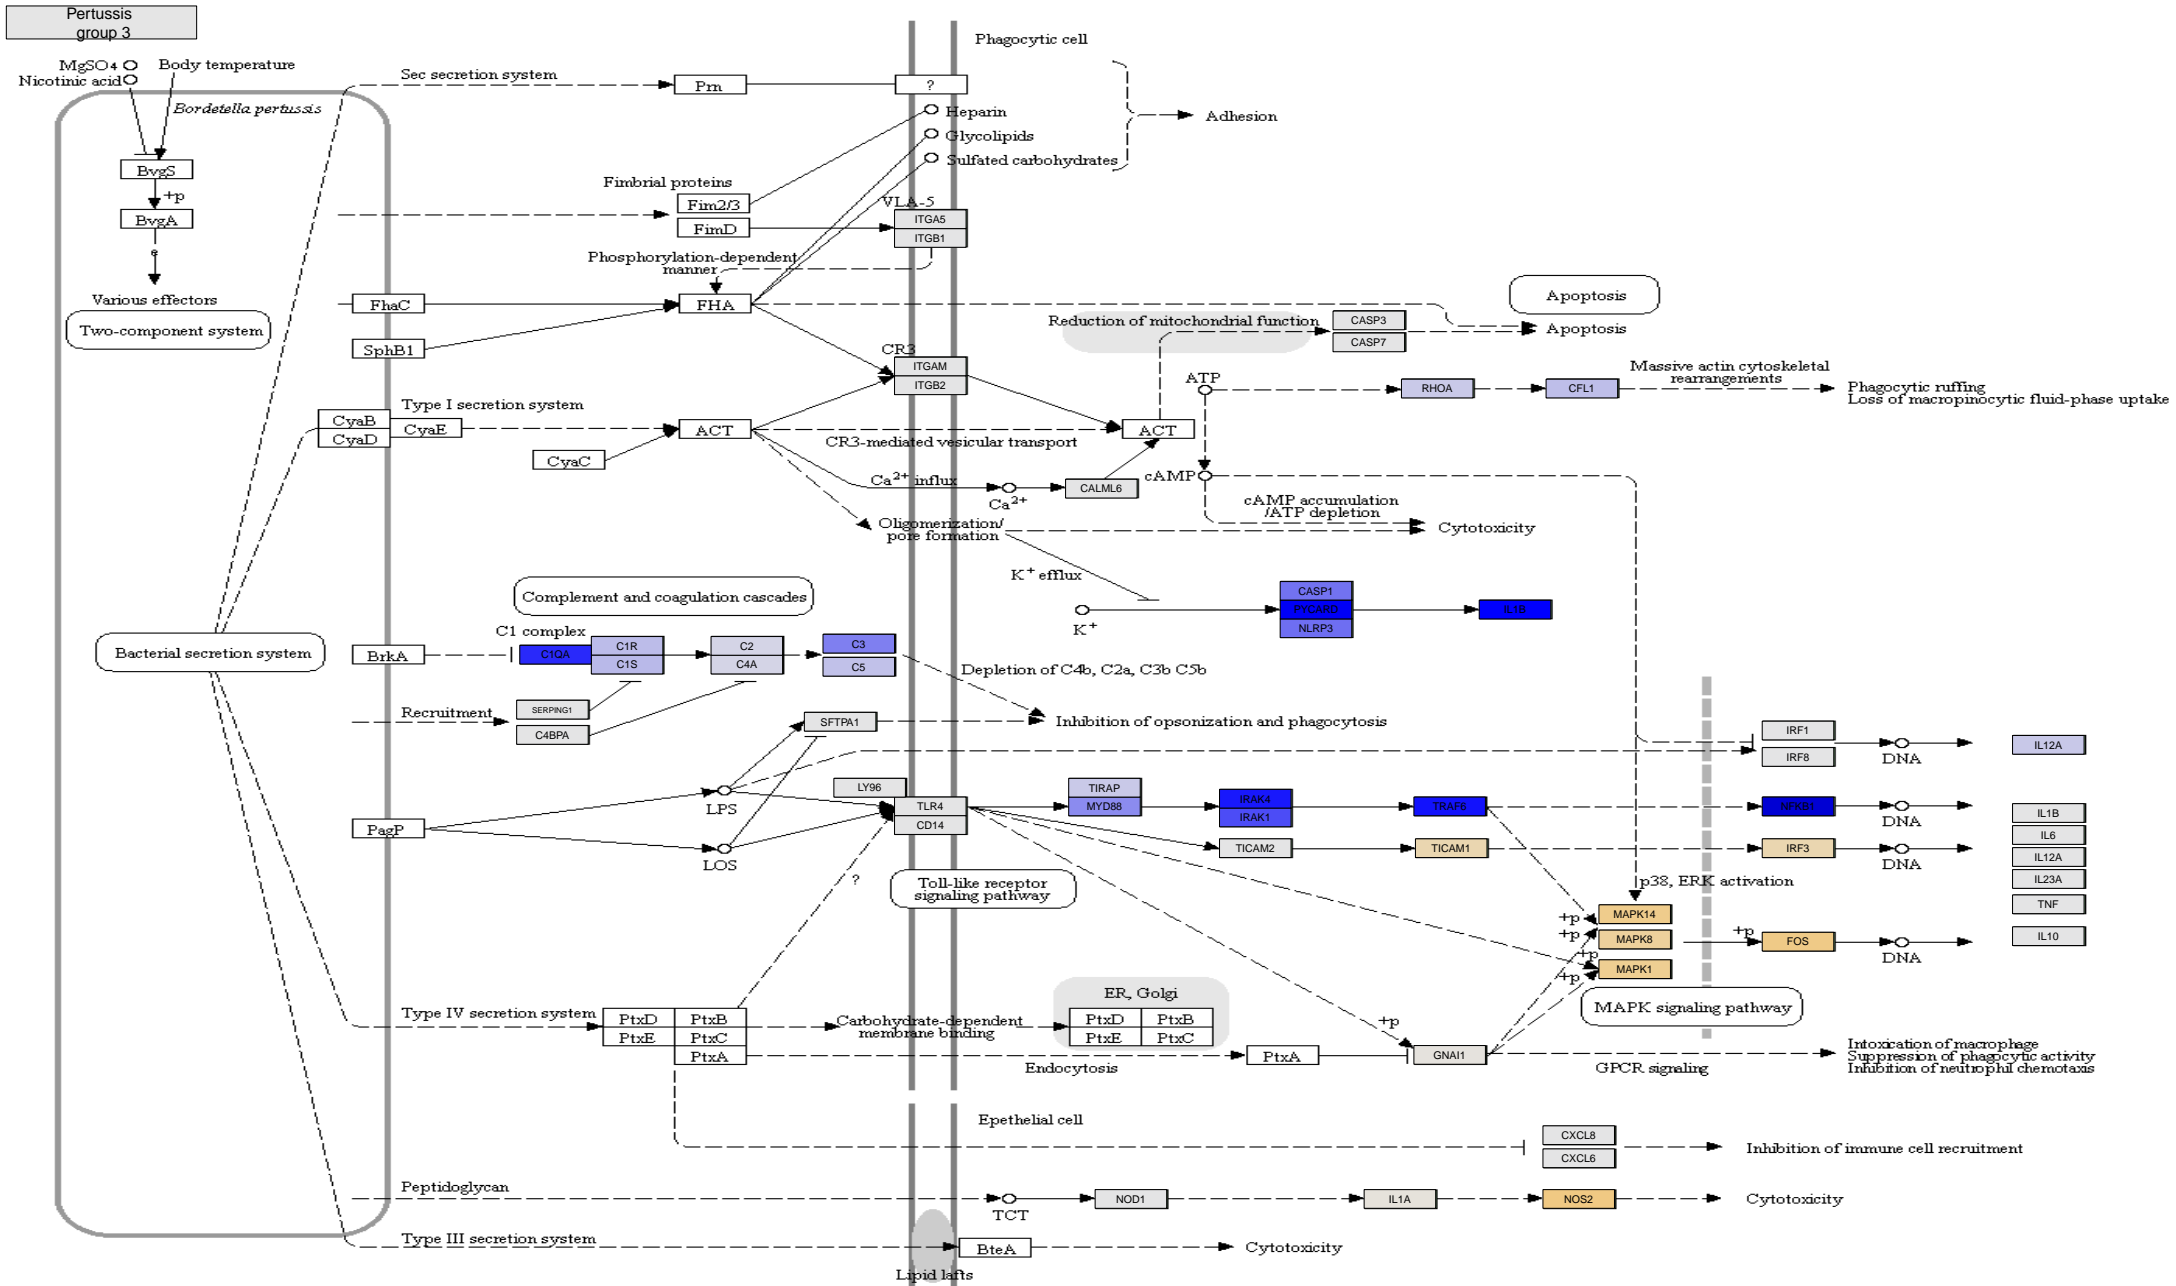 Pertussis
group 3
MgSO4
Nicotinic acid
Body temperature
Bordetella pertussis
BvgS
+p
BvgA
e
Various effectors
Two-component system
Bacterial secretion system
Phagocytic cell
Sec secretion system
Prn
?
Heparin
Glycolipids
Sulfated carbohydrates
Adhesion
Fimbrial proteins
Fim2/3
FimD
VLA-5
ITGA5
ITGB1
Phosphorylation-dependent
manner
FhaC
FHA
SphB1
Apoptosis
Reduction of mitochondrial function
CASP3
CASP7
Apoptosis
CR3
ITGAM
ITGB2
ATP
RHOA
CFL1
Massive actin cytoskeletal
rearrangements
Phagocytic ruffing
Loss of macropinocytic fluid-phase uptake
Type I secretion system
CyaB
CyaD
CyaE
CyaC
ACT
CR3-mediated vesicular transport
ACT
Ca2+ influx
Ca2+
CALML6
cAMP
cAMP accumulation
/ATP depletion
Cytotoxicity
Oligomerization/
pore formation
K+ efflux
K+
CASP1
PYCARD
NLRP3
IL1B
Complement and coagulation cascades
C1 complex
BrkA
C1QA
C1R
C1S
C2
C4A
C3
C5
Depletion of C4b, C2a, C3b C5b
Recruitment
SERPING1
C4BPA
SFTPA1
Inhibition of opsonization and phagocytosis
IRF1
IRF8
DNA
IL12A
LPS
LY96
TLR4
CD14
TIRAP
MYD88
IRAK4
IRAK1
TRAF6
NFKB1
DNA
IL1B
IL6
IL12A
IL23A
TNF
IL10
PagP
LOS
TICAM2
TICAM1
IRF3
DNA
?
Toll-like receptor
signaling pathway
p38, ERK activation
+p
MAPK14
+p
MAPK8
+p
MAPK1
+p
+p
FOS
DNA
MAPK signaling pathway
Type IV secretion system
PtxD
PtxB
PtxE
PtxC
PtxA
Carbohydrate-dependent
membrane binding
ER, Golgi
PtxD
PtxB
PtxE
PtxC
Endocytosis
PtxA
+p
GNAI1
GPCR signaling
Intoxication of macrophage
Suppression of phagocytic activity
Inhibition of neutrophil chemotaxis
Epethelial cell
CXCL8
CXCL6
Inhibition of immune cell recruitment
Peptidoglycan
TCT
NOD1
IL1A
NOS2
Cytotoxicity
Type III secretion system
BteA
Cytotoxicity
Lipid lafts